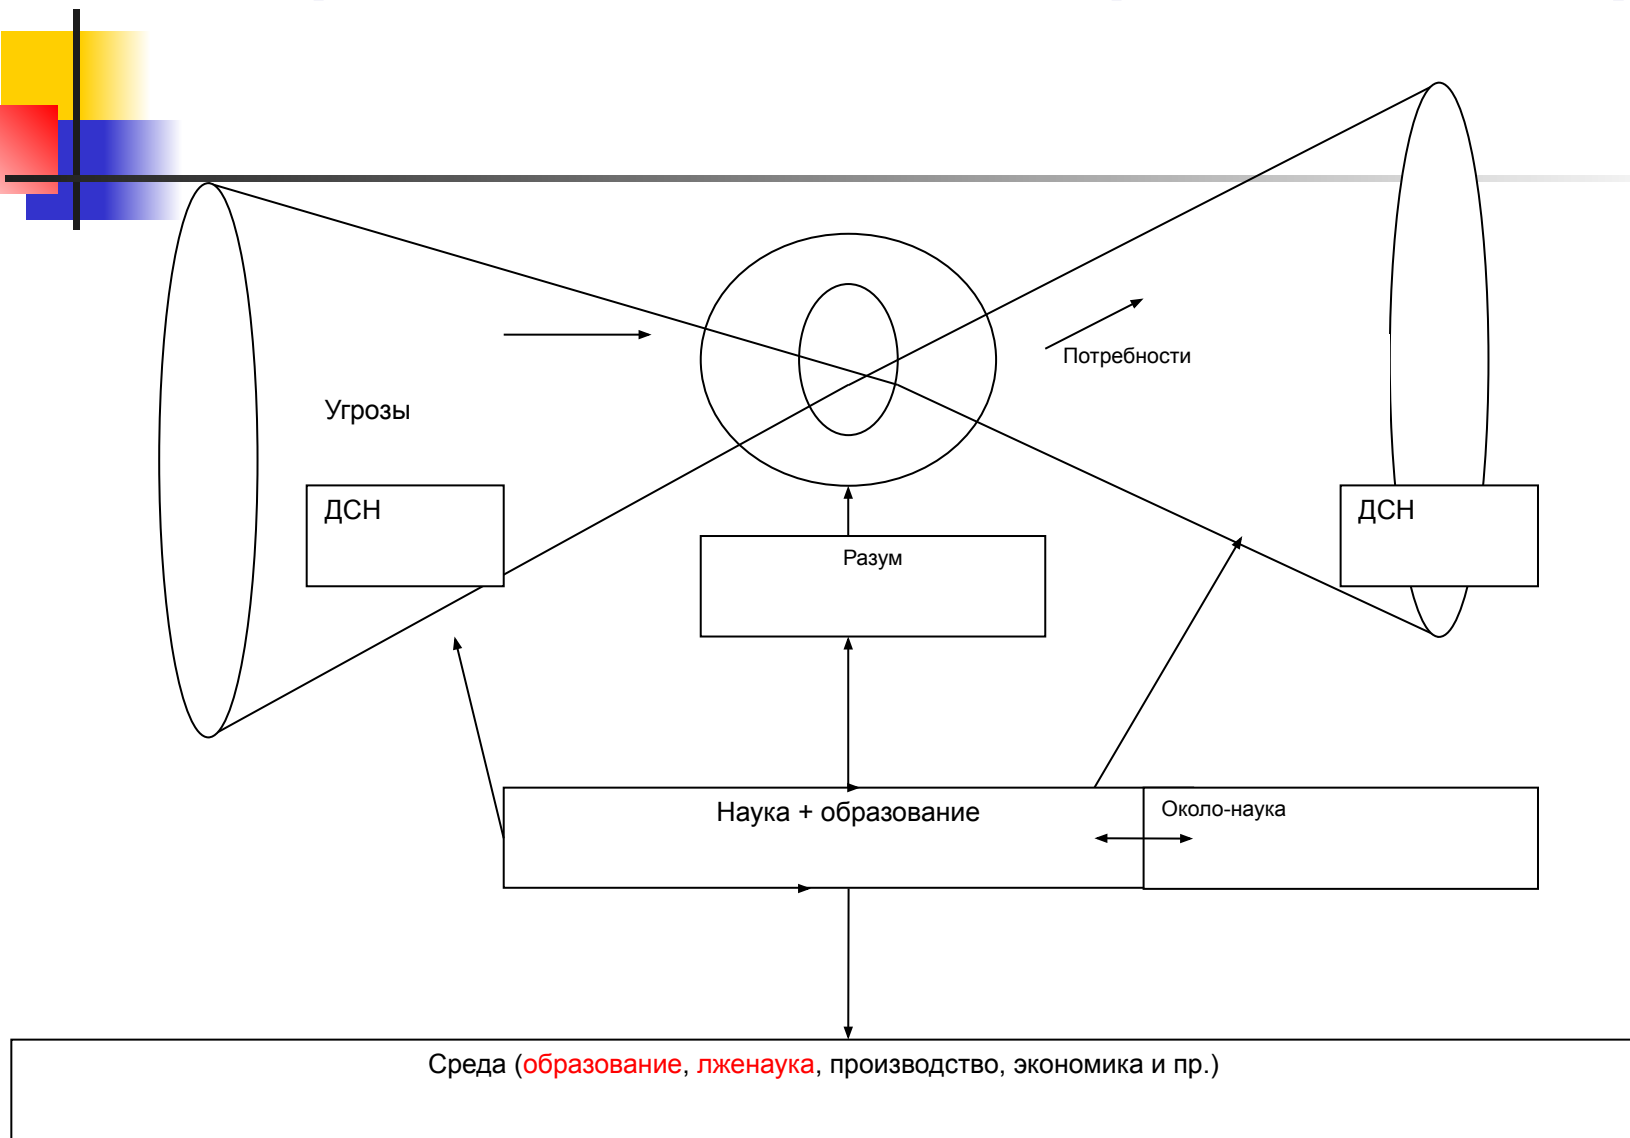 Потребности
Угрозы
ДСН
ДСН
Разум
Наука + образование
Около-наука
Среда (образование, лженаука, производство, экономика и пр.)